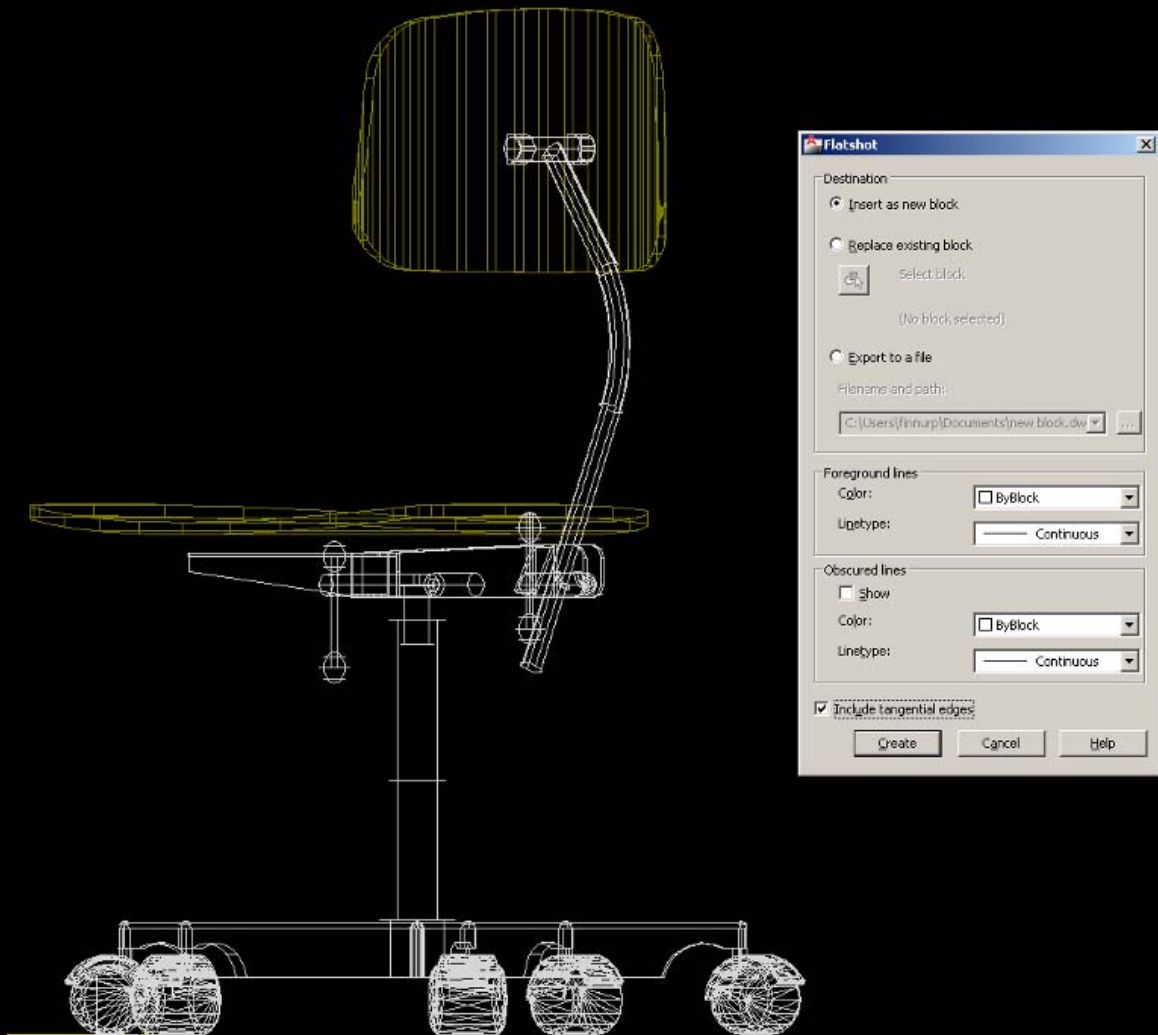 Flatshot
Destination
Insert as new block
Replace existing block
Select block
(No block selected)
Export to a file
Filename and path:
C:\Users\finnurp\Documents\new block.dw
...
Foreground lines
Color:
ByBlock
Linetype:
Continuous
Obscured lines
Show
Color:
ByBlock
Linetype:
Continuous
Include tangential edges
Create
Cancel
Help